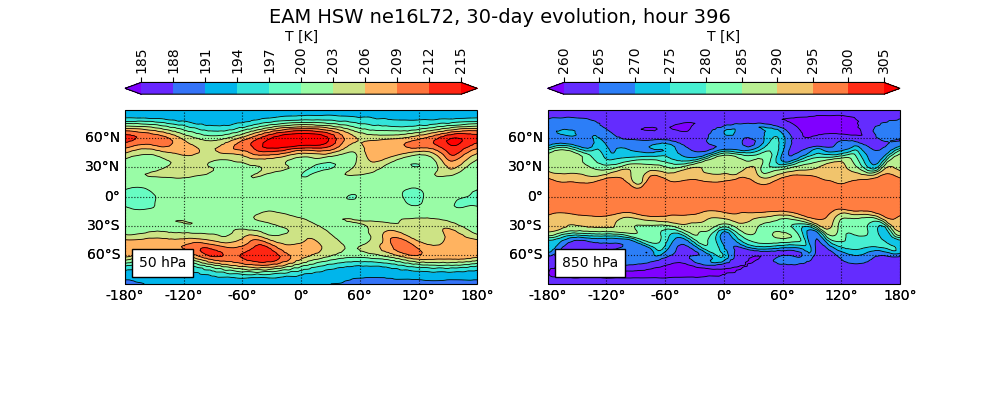 EAM HSW ne16L72, 30-day evolution, hour 396
T [K]
185 188 191 194 197 200 203 206 209 212 215
60°N
30°N
0°
30°S
60°S
50 hPa
-180° -120° -60° 0° 60° 120° 180°
T [K]
260 265 270 275 280 285 290 295 300 305
60°N
30°N
0°
30°S
60°S
850 hPa
-180° -120° -60° 0° 60° 120° 180°